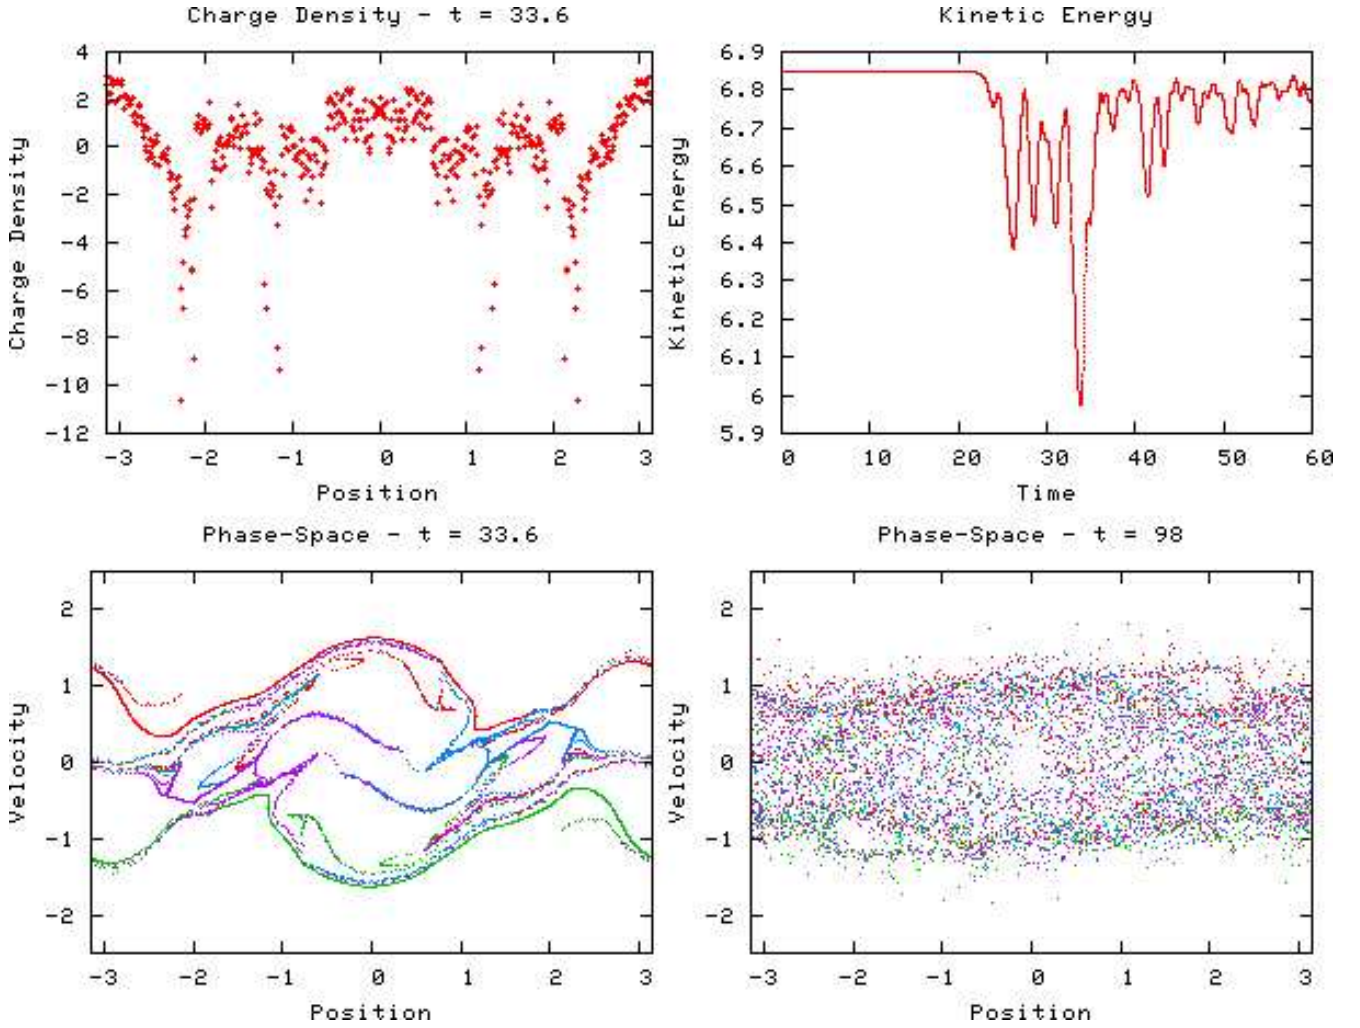 Charge Density - t = 33.6
4
2
0
-2
-4
-6
-8
-10
-12
Charge Density
-3 -2 -1 0 1 2 3
Position
Kinetic Energy
6.9
6.8
6.7
6.6
6.5
6.4
6.3
6.2
6.1
6
5.9
Kinetic Energy
0 10 20 30 40 50 60
Time
Phase-Space - t = 33.6
2
1
0
-1
-2
Velocity
-3 -2 -1 0 1 2 3
Position
Phase-Space - t = 98
2
1
0
-1
-2
Velocity
-3 -2 -1 0 1 2 3
Position